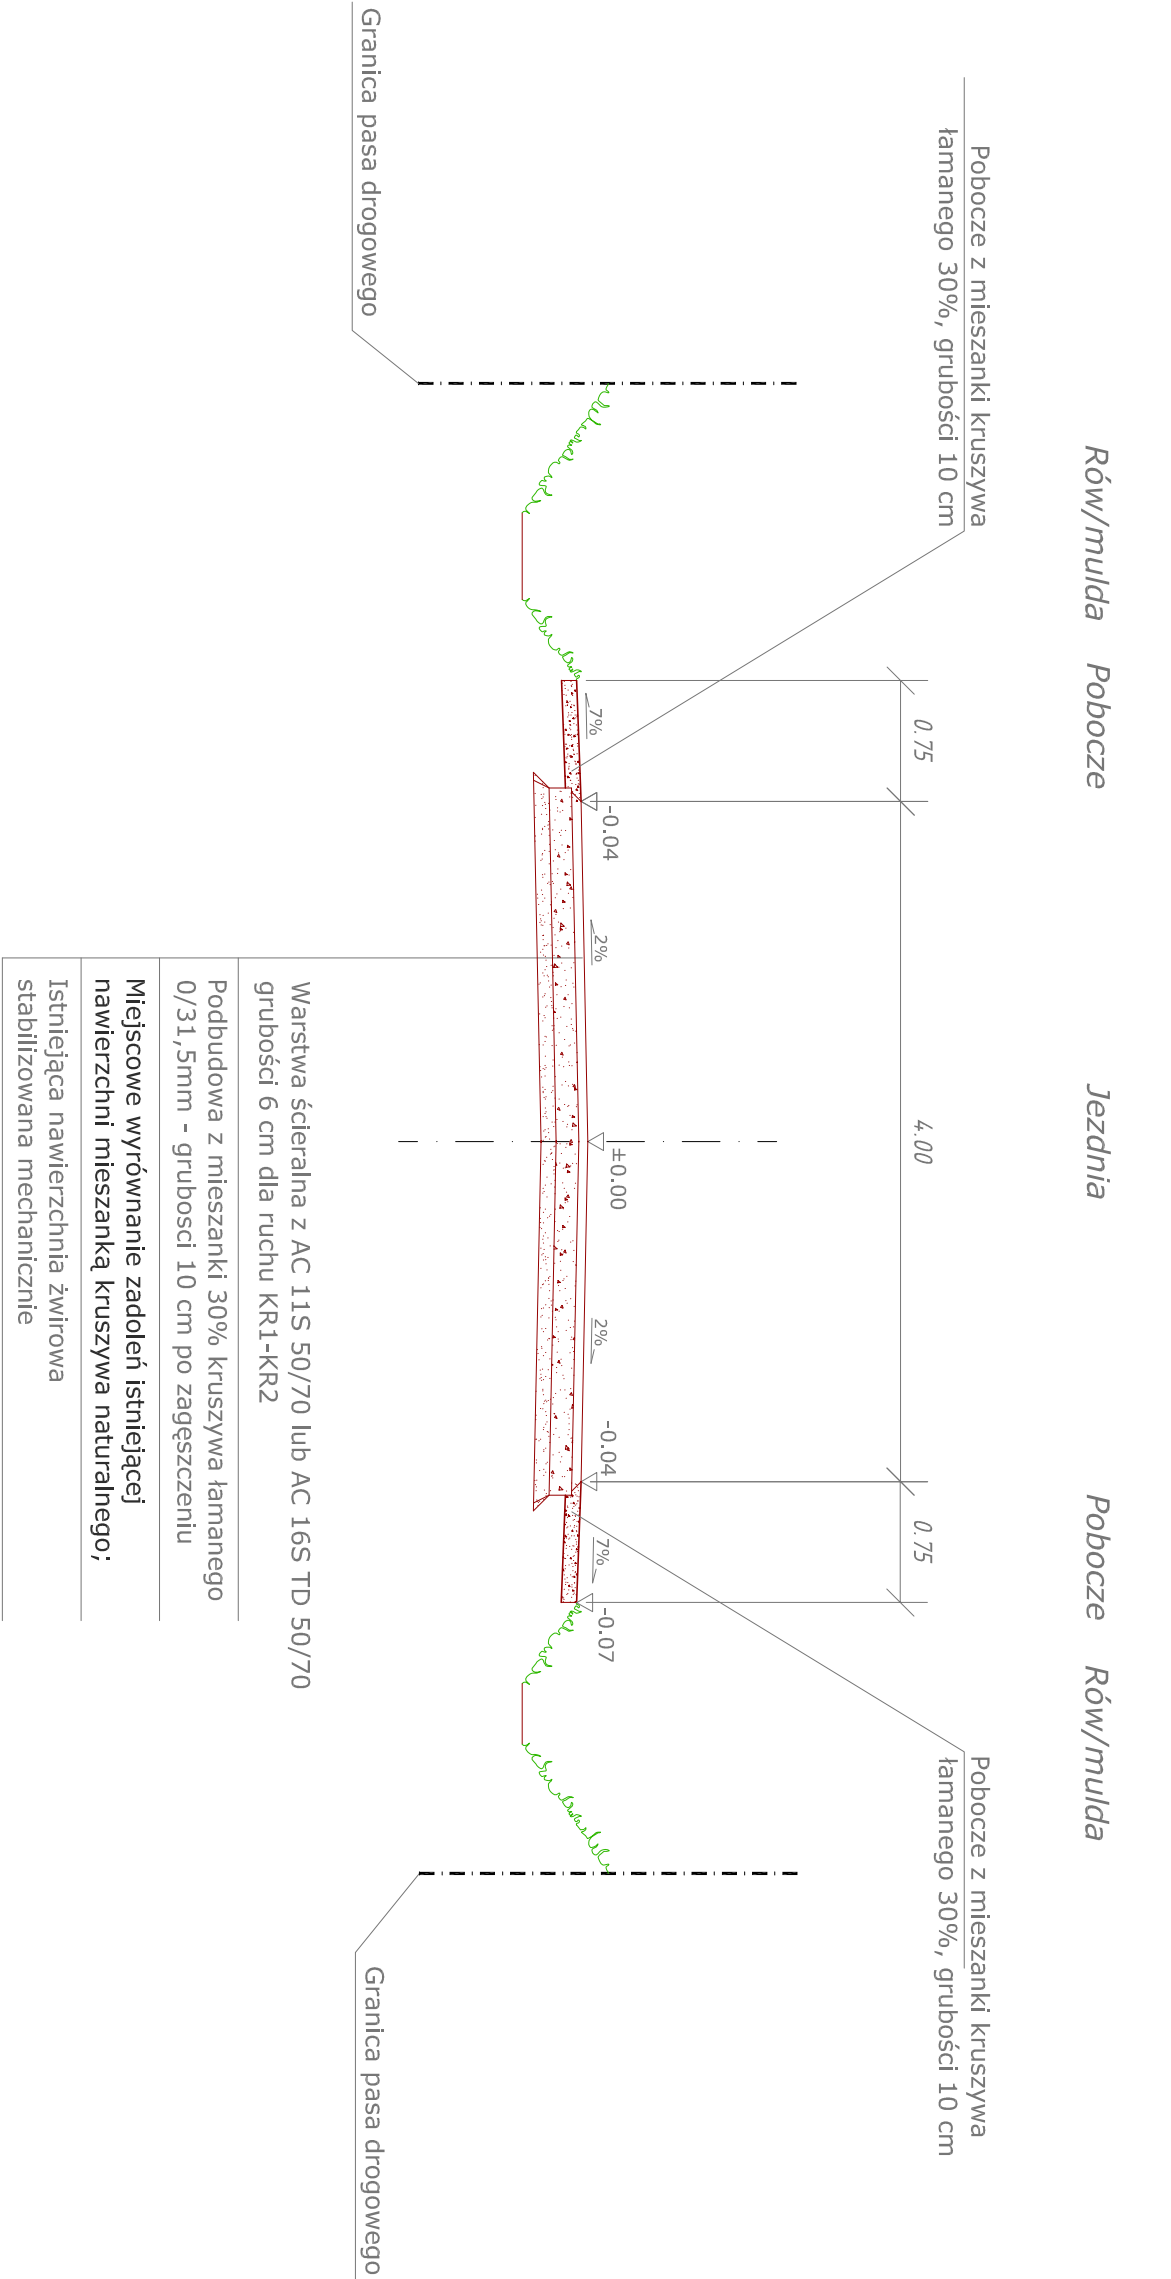 Rów/mulda
Pobocze
Jezdnia
Pobocze
Rów/mulda
Pobocze z mieszanki kruszywa
łamanego 30%, grubości 10 cm
Pobocze z mieszanki kruszywa
łamanego 30%, grubości 10 cm
0.75
4.00
0.75
7%
-0.04
2%
±0.00
2%
-0.04
7%
-0.07
Granica pasa drogowego
Granica pasa drogowego
Warstwa ścieralna z AC 11S 50/70 lub AC 16S TD 50/70
grubości 6 cm dla ruchu KR1-KR2
Podbudowa z mieszanki 30% kruszywa łamanego
0/31,5mm - grubosci 10 cm po zagęszczeniu
Miejscowe wyrównanie zadoleń istniejącej
nawierzchni mieszanką kruszywa naturalnego;
Istniejąca nawierzchnia żwirowa
stabilizowana mechanicznie